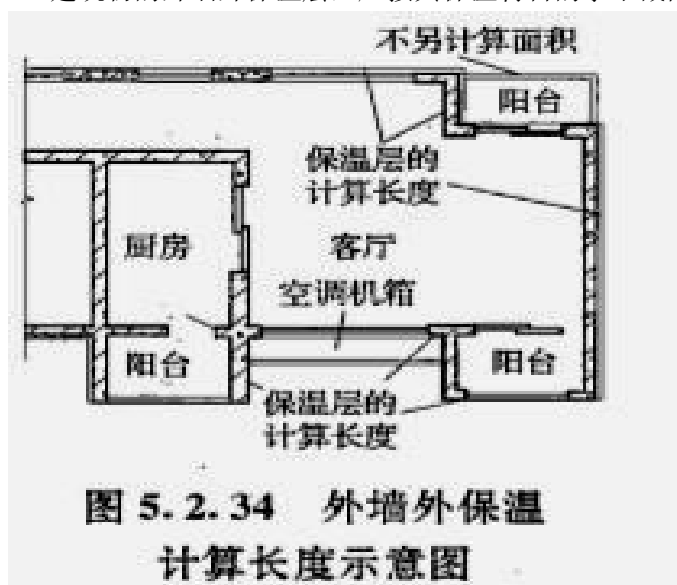 不另计算面积
阳台
保温层的
计算长度
厨房
客厅
空调机箱
阳台
阳台
保温层的
计算长度
图 5.2.34 外墙外保温
计算长度示意图